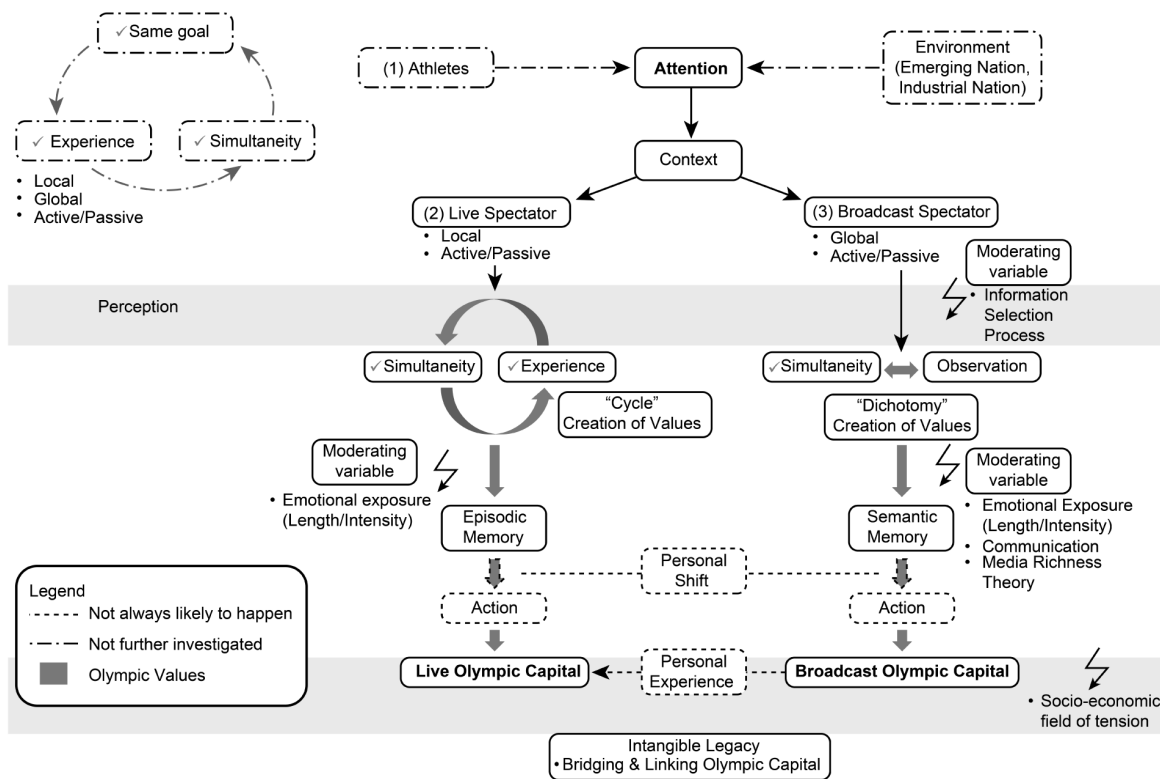 ✓ Same goal
✓ Experience
✓ Simultaneity
• Local
• Global
• Active/Passive
(1) Athletes
Attention
Environment
(Emerging Nation,
Industrial Nation)
Context
(2) Live Spectator
• Local
• Active/Passive
(3) Broadcast Spectator
• Global
• Active/Passive
Moderating
variable
• Information
Selection
Process
Perception
✓Simultaneity
✓Experience
✓Simultaneity
Observation
"Cycle"
Creation of Values
"Dichotomy"
Creation of Values
Moderating
variable
• Emotional exposure
(Length/Intensity)
Moderating
variable
• Emotional Exposure
(Length/Intensity)
• Communication
• Media Richness
Theory
Episodic
Memory
Semantic
Memory
Personal
Shift
Action
Action
Legend
Not always likely to happen
Not further investigated
Olympic Values
Live Olympic Capital
Personal
Experience
Broadcast Olympic Capital
• Socio-economic
field of tension
Intangible Legacy
• Bridging & Linking Olympic Capital